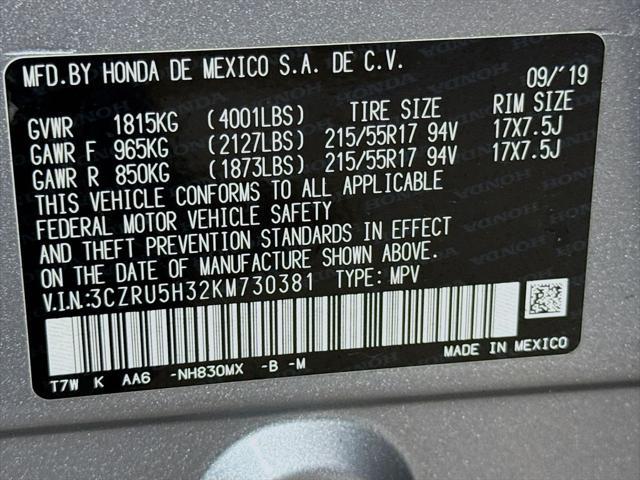 MFD.BY HONDA DE MEXICO S.A. DE C.V. 09/'19
GVWR 1815KG (4001LBS) TIRE SIZE RIM SIZE
GAWR F 965KG (2127LBS) 215/55R17 94V 17X7.5J
GAWR R 850KG (1873LBS) 215/55R17 94V 17X7.5J
THIS VEHICLE CONFORMS TO ALL APPLICABLE
FEDERAL MOTOR VEHICLE SAFETY
AND THEFT PREVENTION STANDARDS IN EFFECT
ON THE DATE OF MANUFACTURE SHOWN ABOVE.
V.I.N.:3CZRU5H32KM730381 TYPE: MPV
T7W K AA6 -NH830MX -B -M MADE IN MEXICO